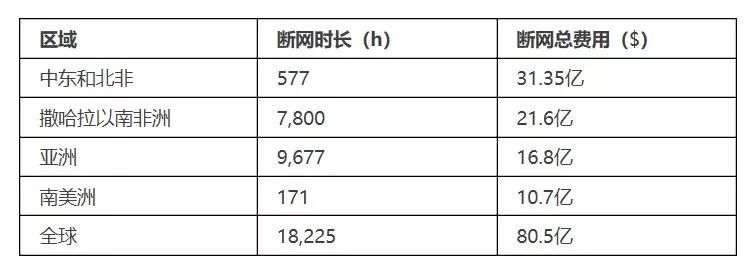 区域 断网时长（h） 断网总费用（$）
中东和北非 577 31.35亿
撒哈拉以南非洲 7,800 21.6亿
亚洲 9,677 16.8亿
南美洲 171 10.7亿
全球 18,225 80.5亿